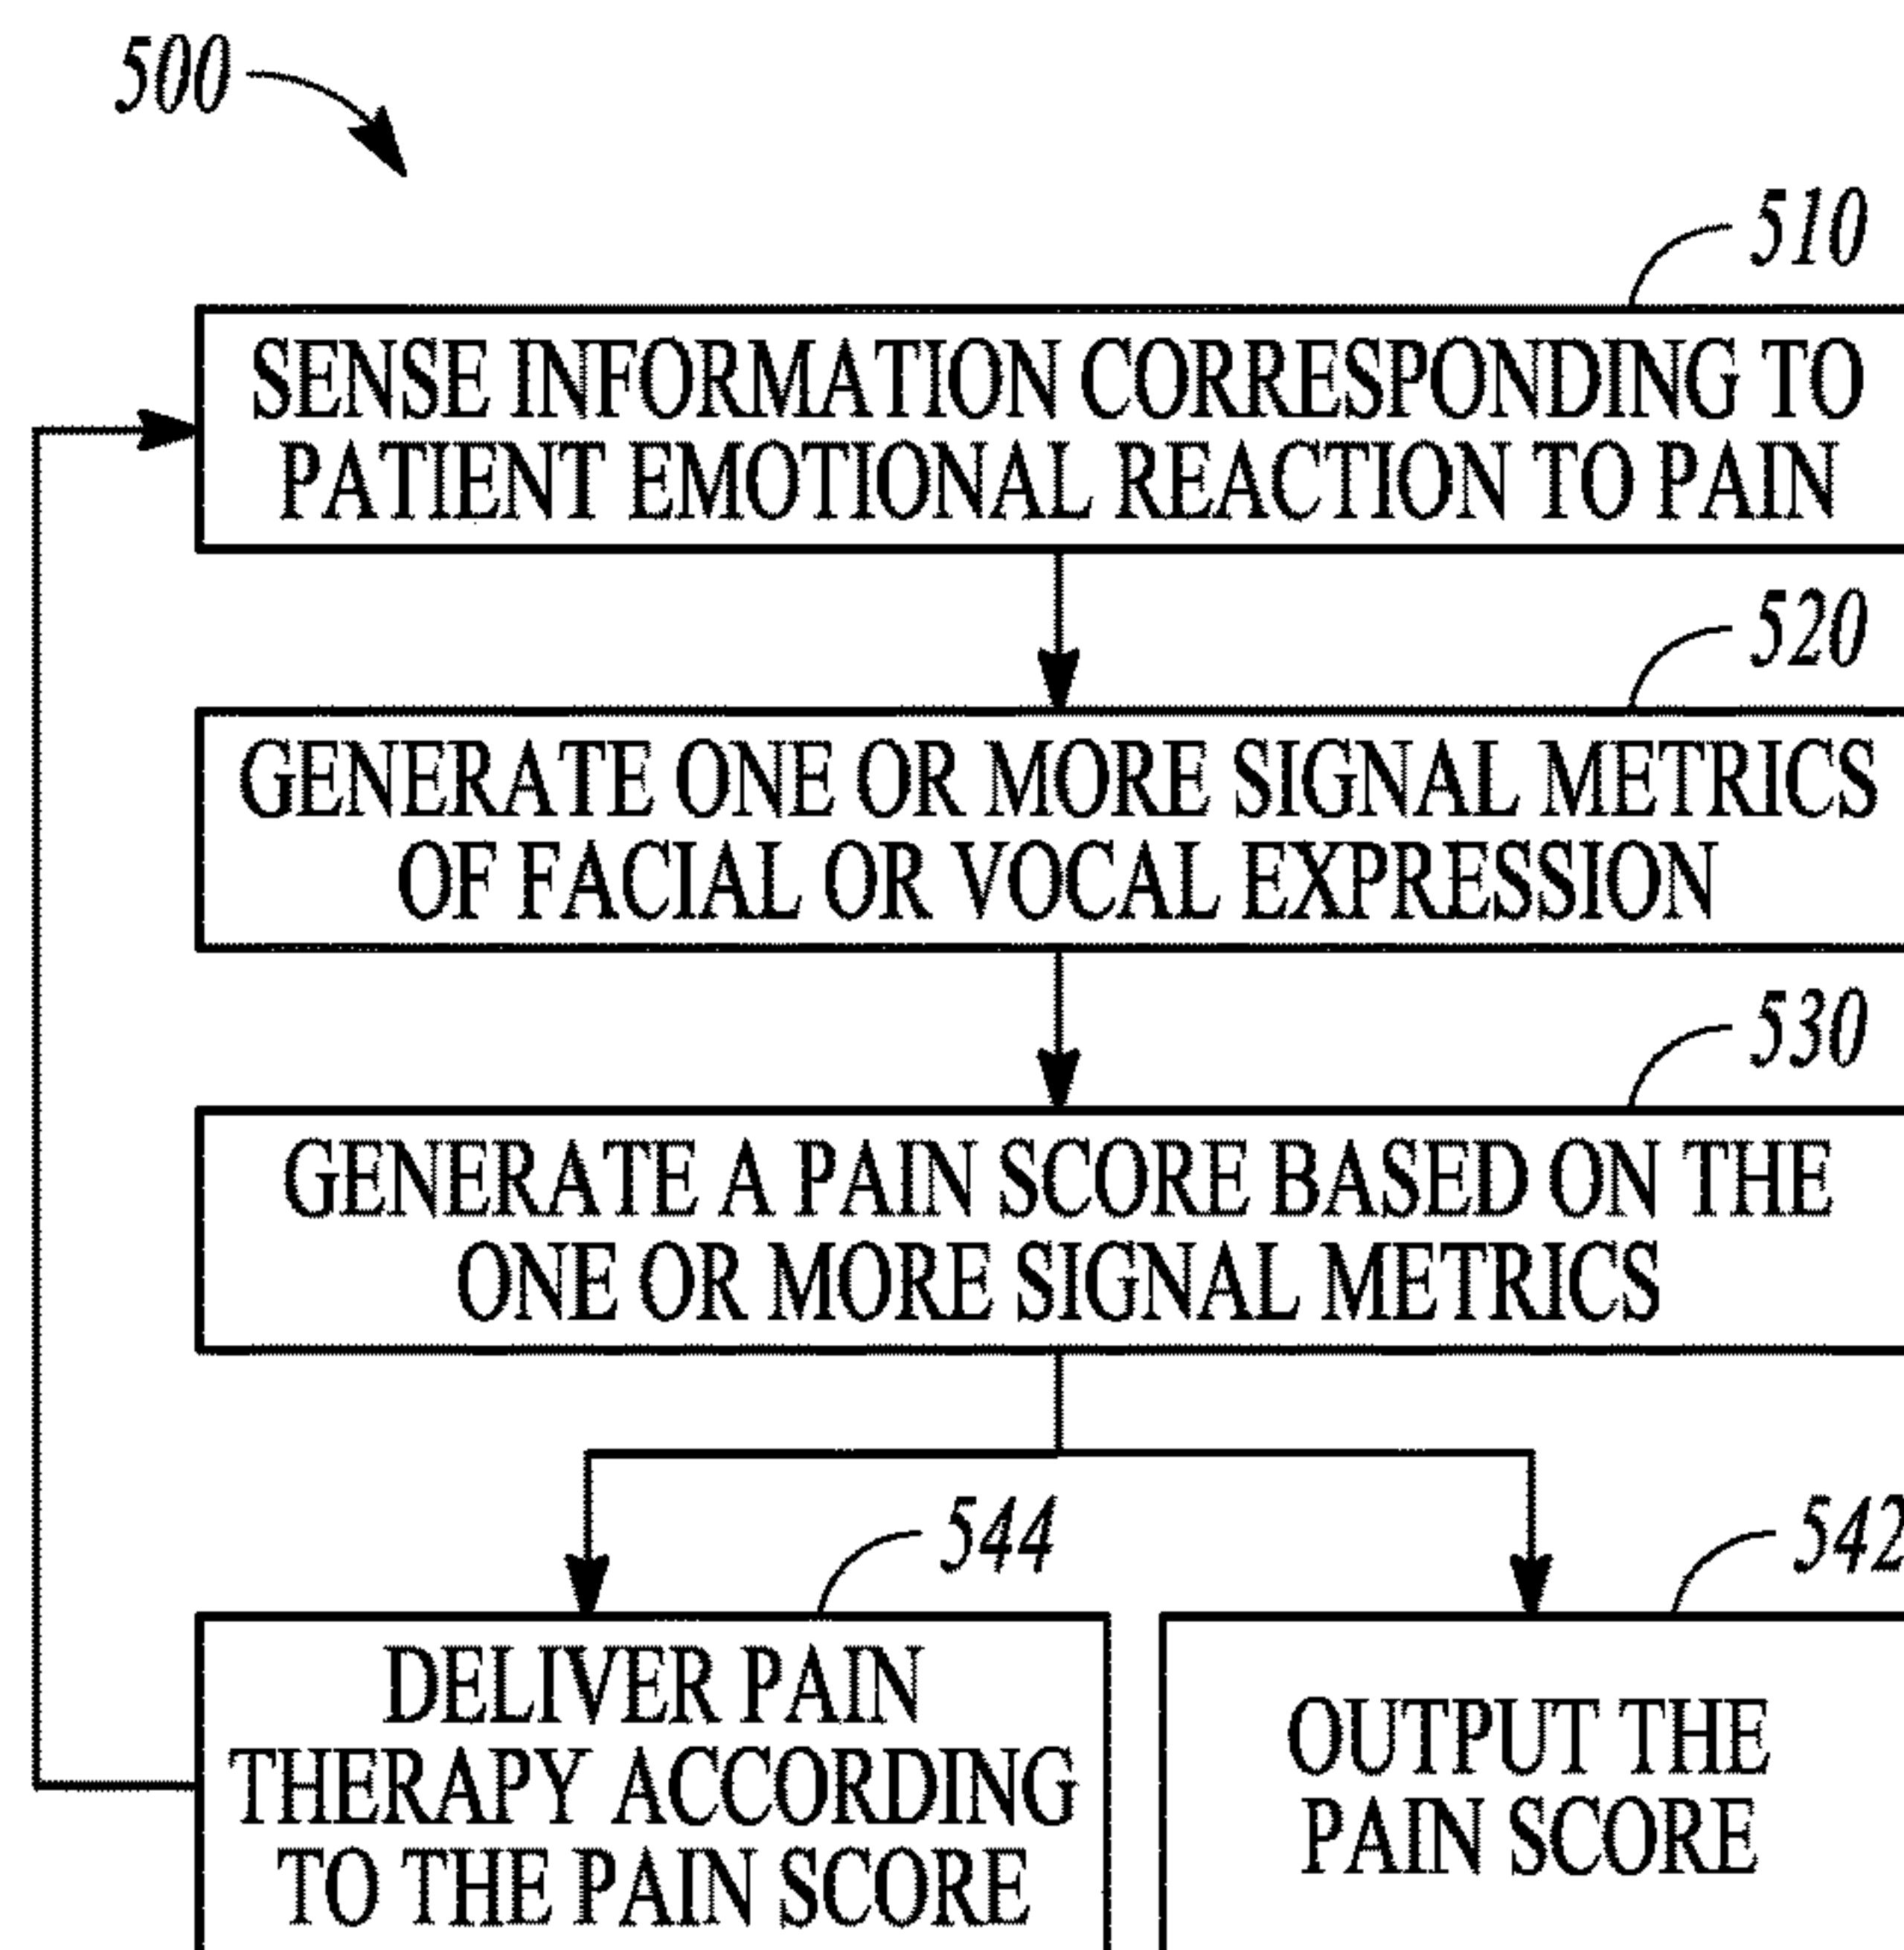 500
510
SENSE INFORMATION CORRESPONDING TO
PATIENT EMOTIONAL REACTION TO PAIN
520
GENERATE ONE OR MORE SIGNAL METRICS
OF FACIAL OR VOCAL EXPRESSION
530
GENERATE A PAIN SCORE BASED ON THE
ONE OR MORE SIGNAL METRICS
544
DELIVER PAIN
THERAPY ACCORDING
TO THE PAIN SCORE
542
OUTPUT THE
PAIN SCORE